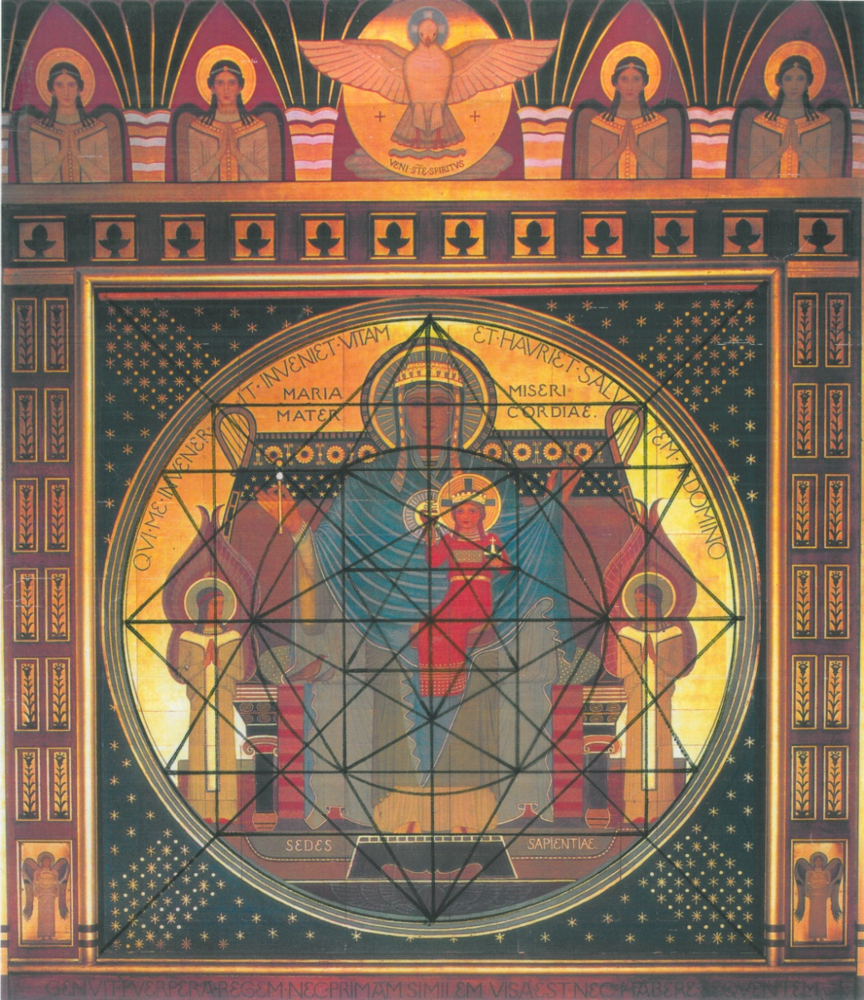 VENI · STE · SPIRITVS
QVI · ME · INVENERIT · INVENIET · VITAM ET · HAVRIET · SALVTEM · A · DOMINO
MARIA MISERI·
MATER CORDIAE.
SEDES SAPIENTIAE.
GENVIT · PVERPERA · REGEM · NEC · PRIMAM · SIMILEM VISA · EST · NEC · HABERE · SEQVENTEM